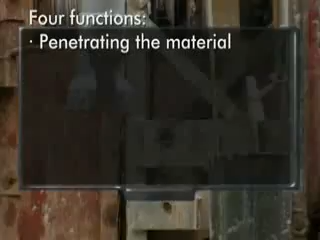 Four functions:
· Penetrating the material